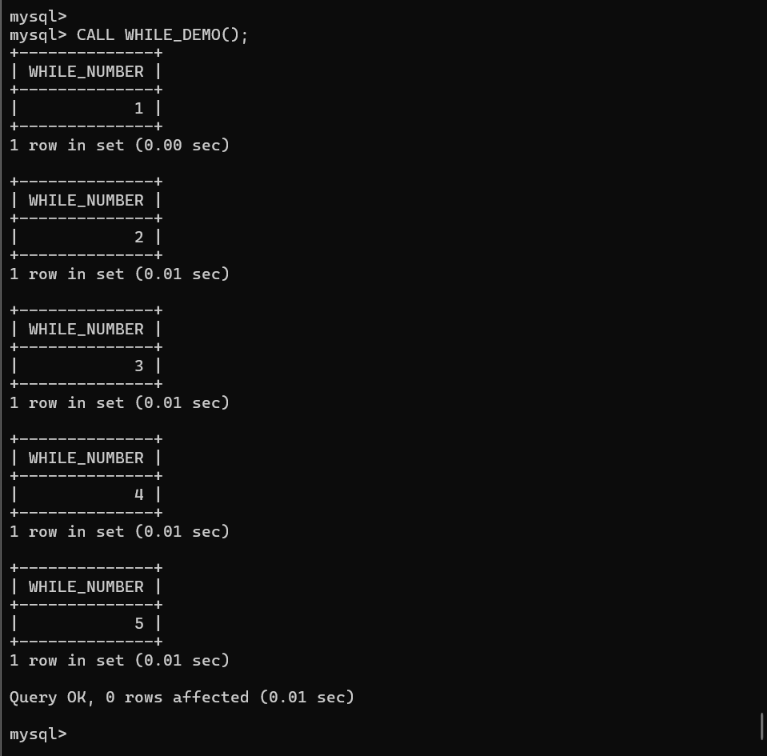 mysql>
mysql> CALL WHILE_DEMO();
+--------------+
| WHILE_NUMBER |
+--------------+
|            1 |
+--------------+
1 row in set (0.00 sec)

+--------------+
| WHILE_NUMBER |
+--------------+
|            2 |
+--------------+
1 row in set (0.01 sec)

+--------------+
| WHILE_NUMBER |
+--------------+
|            3 |
+--------------+
1 row in set (0.01 sec)

+--------------+
| WHILE_NUMBER |
+--------------+
|            4 |
+--------------+
1 row in set (0.01 sec)

+--------------+
| WHILE_NUMBER |
+--------------+
|            5 |
+--------------+
1 row in set (0.01 sec)

Query OK, 0 rows affected (0.01 sec)

mysql>